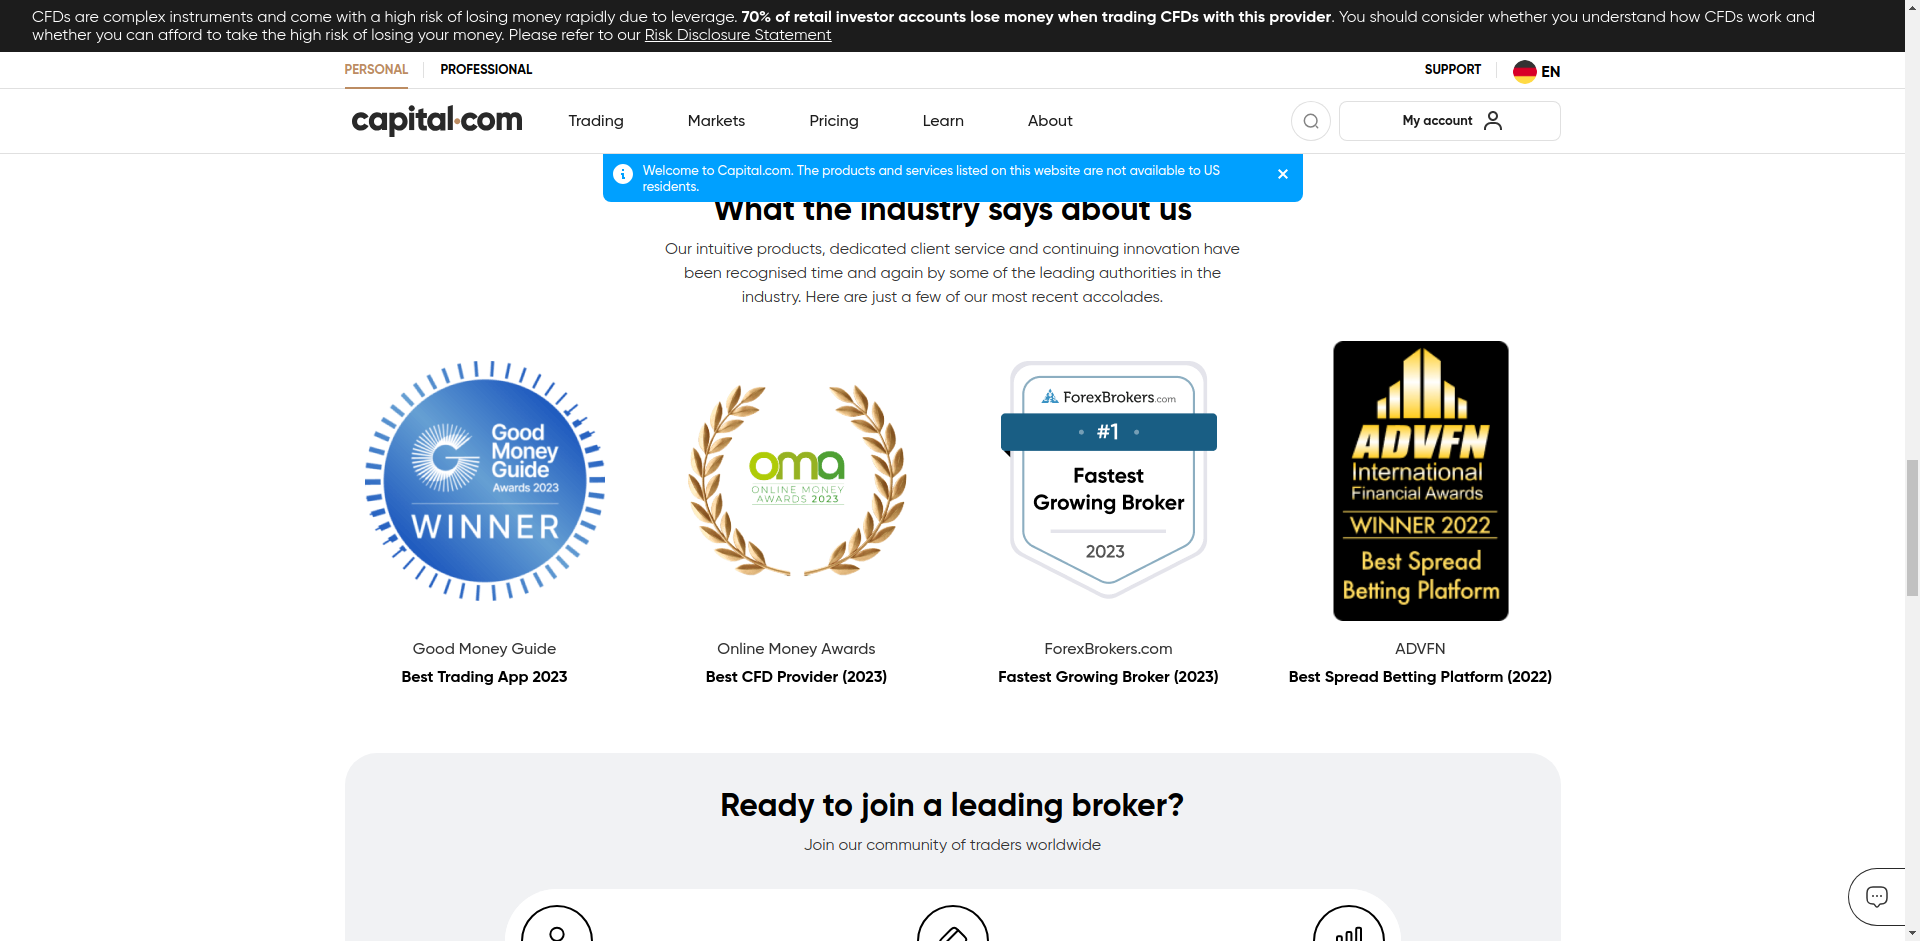 CFDs are complex instruments and come with a high risk of losing money rapidly due to leverage. 70% of retail investor accounts lose money when trading CFDs with this provider. You should consider whether you understand how CFDs work and
whether you can afford to take the high risk of losing your money. Please refer to our Risk Disclosure Statement
PERSONAL
PROFESSIONAL
SUPPORT
EN
capital.com
Trading
Markets
Pricing
Learn
About
My account
Welcome to Capital.com. The products and services listed on this website are not available to US
residents.
What the industry says about us
Our intuitive products, dedicated client service and continuing innovation have
been recognised time and again by some of the leading authorities in the
industry. Here are just a few of our most recent accolades.
Good
Money
Guide
Awards 2023
WINNER
oma
ONLINE MONEY
AWARDS 2023
ForexBrokers.com
#1
Fastest
Growing Broker
2023
ADVFN
International
Financial Awards
WINNER 2022
Best Spread
Betting Platform
Good Money Guide
Best Trading App 2023
Online Money Awards
Best CFD Provider (2023)
ForexBrokers.com
Fastest Growing Broker (2023)
ADVFN
Best Spread Betting Platform (2022)
Ready to join a leading broker?
Join our community of traders worldwide